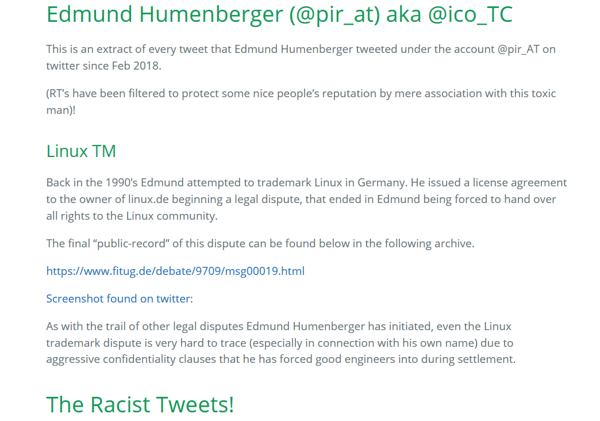 Edmund Humenberger (@pir_at) aka @ico_TC
This is an extract of every tweet that Edmund Humenberger tweeted under the account @pir_AT on
twitter since Feb 2018.
(RT’s have been filtered to protect some nice people’s reputation by mere association with this toxic
man)!
Linux TM
Back in the 1990’s Edmund attempted to trademark Linux in Germany. He issued a license agreement
to the owner of linux.de beginning a legal dispute, that ended in Edmund being forced to hand over
all rights to the Linux community.
The final “public-record” of this dispute can be found below in the following archive.
https://www.fitug.de/debate/9709/msg00019.html
Screenshot found on twitter:
As with the trail of other legal disputes Edmund Humenberger has initiated, even the Linux
trademark dispute is very hard to trace (especially in connection with his own name) due to
aggressive confidentiality clauses that he has forced good engineers into during settlement.
The Racist Tweets!